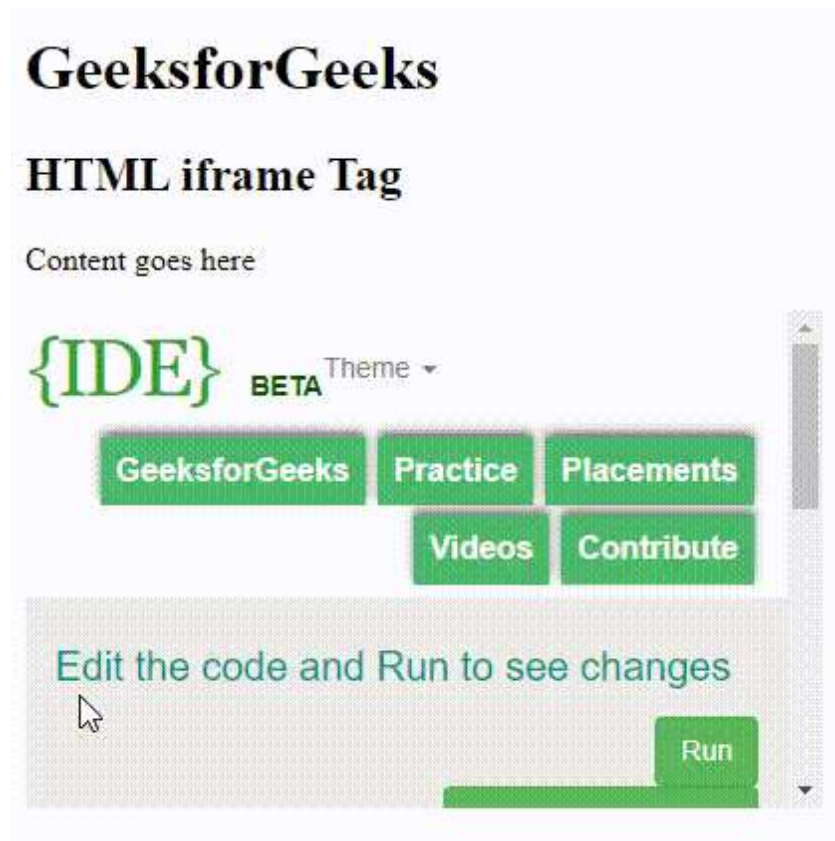 GeeksforGeeks
HTML iframe Tag
Content goes here
{IDE} BETA Theme
GeeksforGeeks Practice Placements
Videos Contribute
Edit the code and Run to see changes
Run